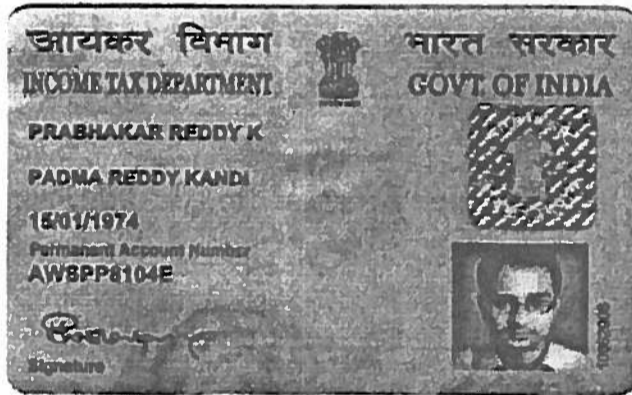 आयकर विभाग
INCOME TAX DEPARTMENT
भारत सरकार
GOVT OF INDIA
PRABHAKAR REDDY K
PADMA REDDY KANDI
15/01/1974
Permanent Account Number
AWSPP8104E
Signature